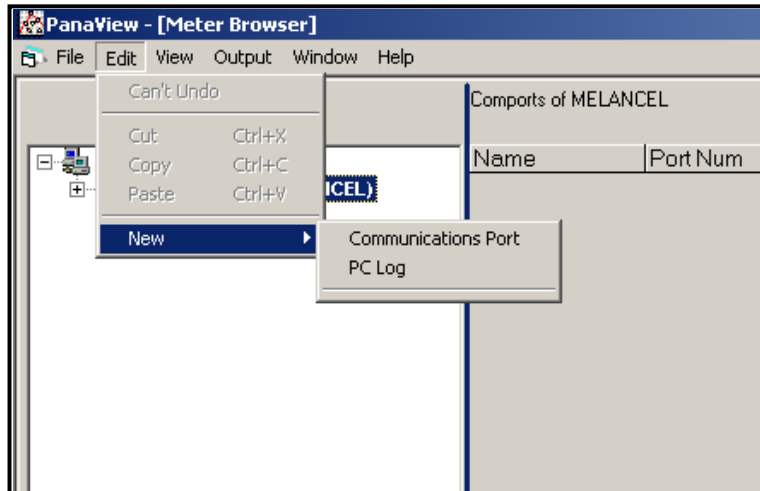 PanaView - [Meter Browser]
File Edit View Output Window Help
Can't Undo
Comports of MELANCEL
Cut Ctrl+X
Name Port Num
Copy Ctrl+C
Paste Ctrl+V
ICEL)
New
Communications Port
PC Log